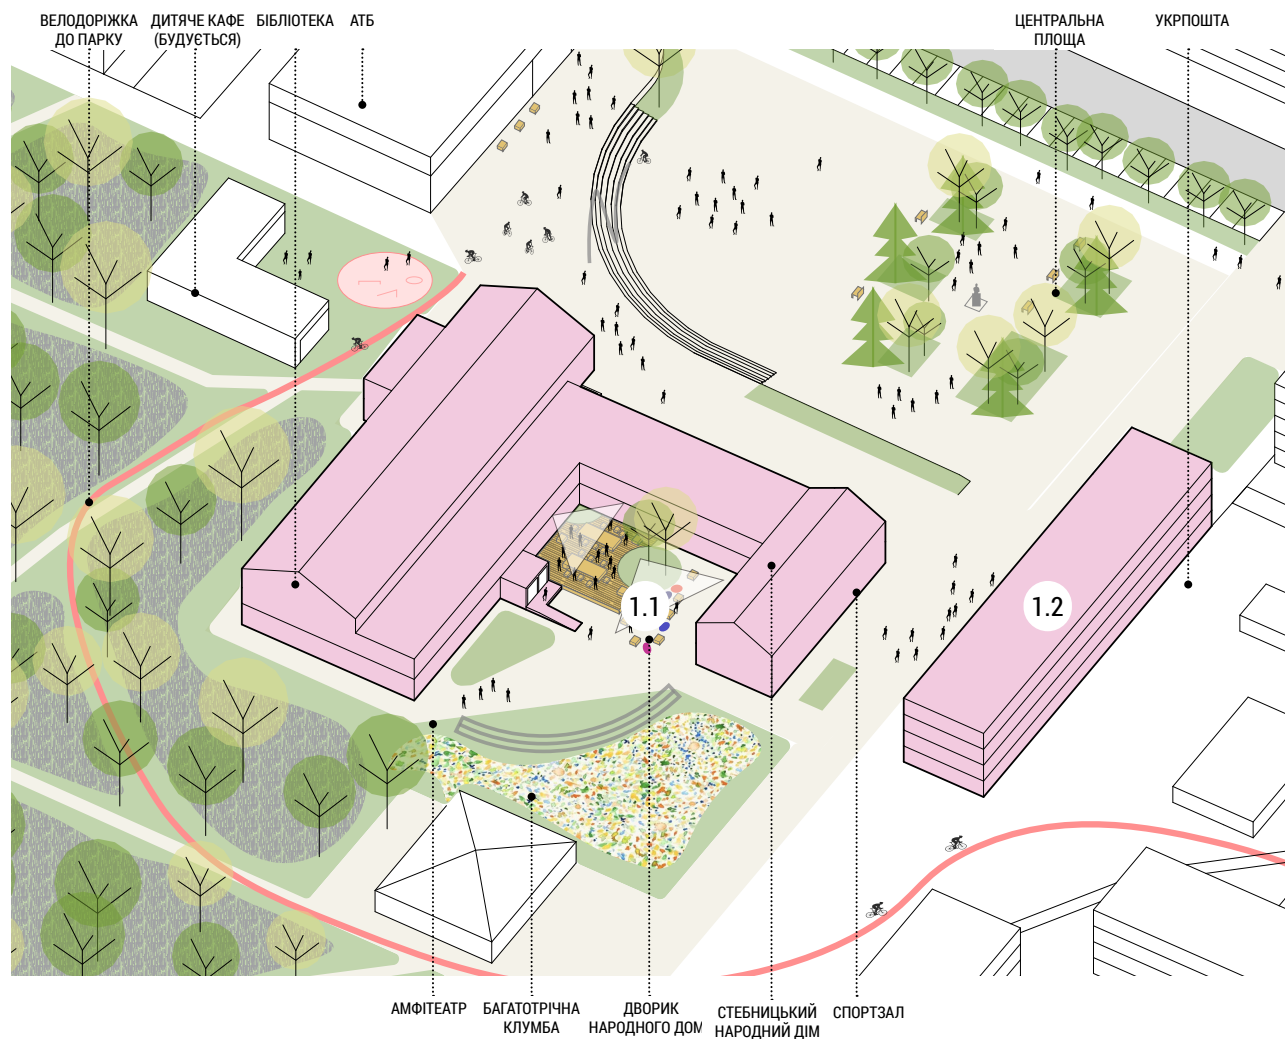 ВЕЛОДОРІЖКА
ДО ПАРКУ
ДИТЯЧЕ КАФЕ
(БУДУЄТЬСЯ)
БІБЛІОТЕКА
АТБ
ЦЕНТРАЛЬНА
ПЛОЩА
УКРПОШТА
1.1
1.2
АМФІТЕАТР
БАГАТОТРІЧНА
КЛУМБА
ДВОРИК
НАРОДНОГО ДОМ
СТЕБНИЦЬКИЙ
НАРОДНИЙ ДІМ
СПОРТЗАЛ